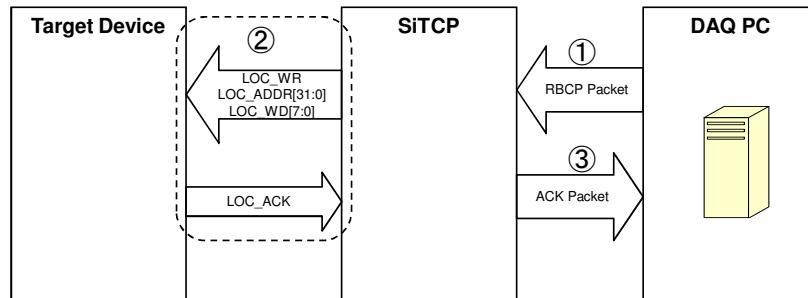 Target Device
SiTCP
DAQ PC
②
①
LOC_WR
LOC_ADDR[31:0]
LOC_WD[7:0]
RBCP Packet
③
LOC_ACK
ACK Packet